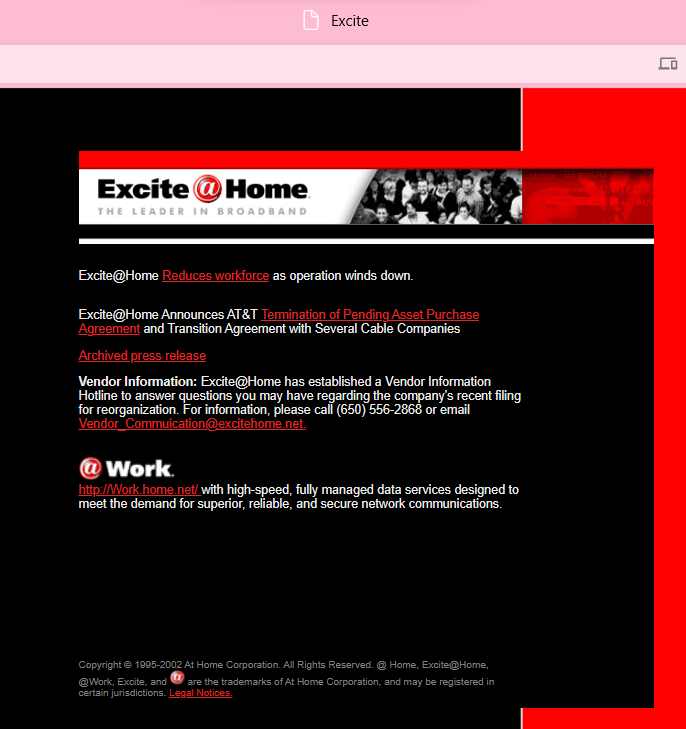 Excite
Excite@Home
THE LEADER IN BROADBAND
Excite@Home Reduces workforce as operation winds down.
Excite@Home Announces AT&T Termination of Pending Asset Purchase
Agreement and Transition Agreement with Several Cable Companies
Archived press release
Vendor Information: Excite@Home has established a Vendor Information
Hotline to answer questions you may have regarding the company's recent filing
for reorganization. For information, please call (650) 556-2868 or email
Vendor_Commuication@excitehome.net.
@Work.
http://Work.home.net/ with high-speed, fully managed data services designed to
meet the demand for superior, reliable, and secure network communications.
Copyright © 1995-2002 At Home Corporation. All Rights Reserved. @ Home, Excite@Home,
@Work, Excite, and @ are the trademarks of At Home Corporation, and may be registered in
certain jurisdictions. Legal Notices.